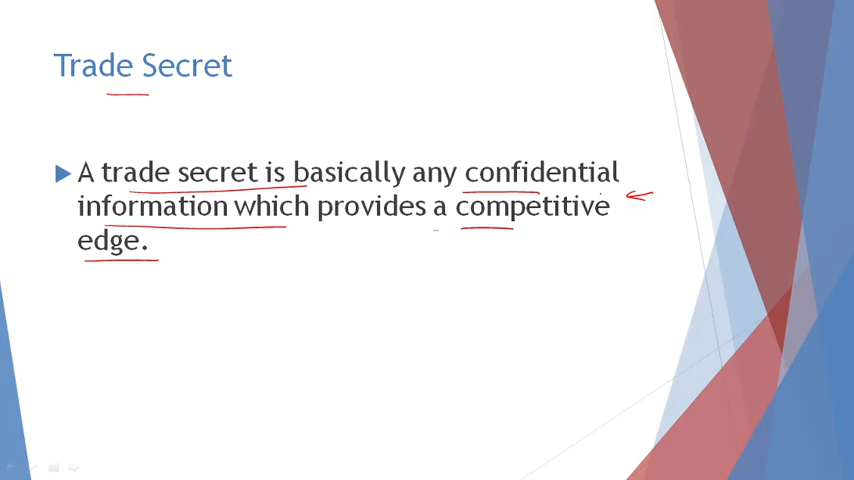 Trade Secret
A trade secret is basically any confidential
information which provides a competitive
edge.